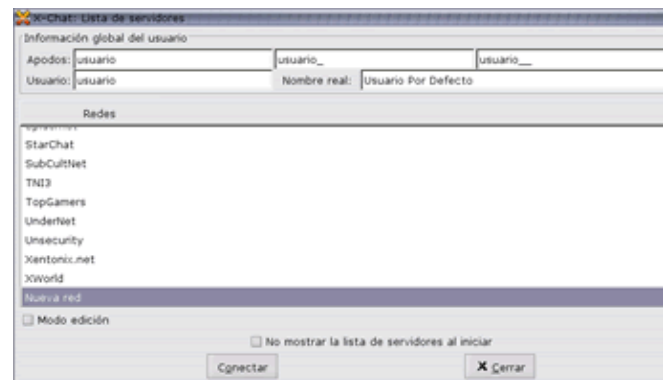 X-Chat: Lista de servidores
Información global del usuario
Apodos: usuario usuario_ usuario__
Usuario: usuario Nombre real: Usuario Por Defecto
Redes
StarChat
SubCultNet
TNI3
TopGamers
UnderNet
Unsecurity
Xentonix.net
XWorld
Nueva red
Modo edición
No mostrar la lista de servidores al iniciar
Conectar Cerrar